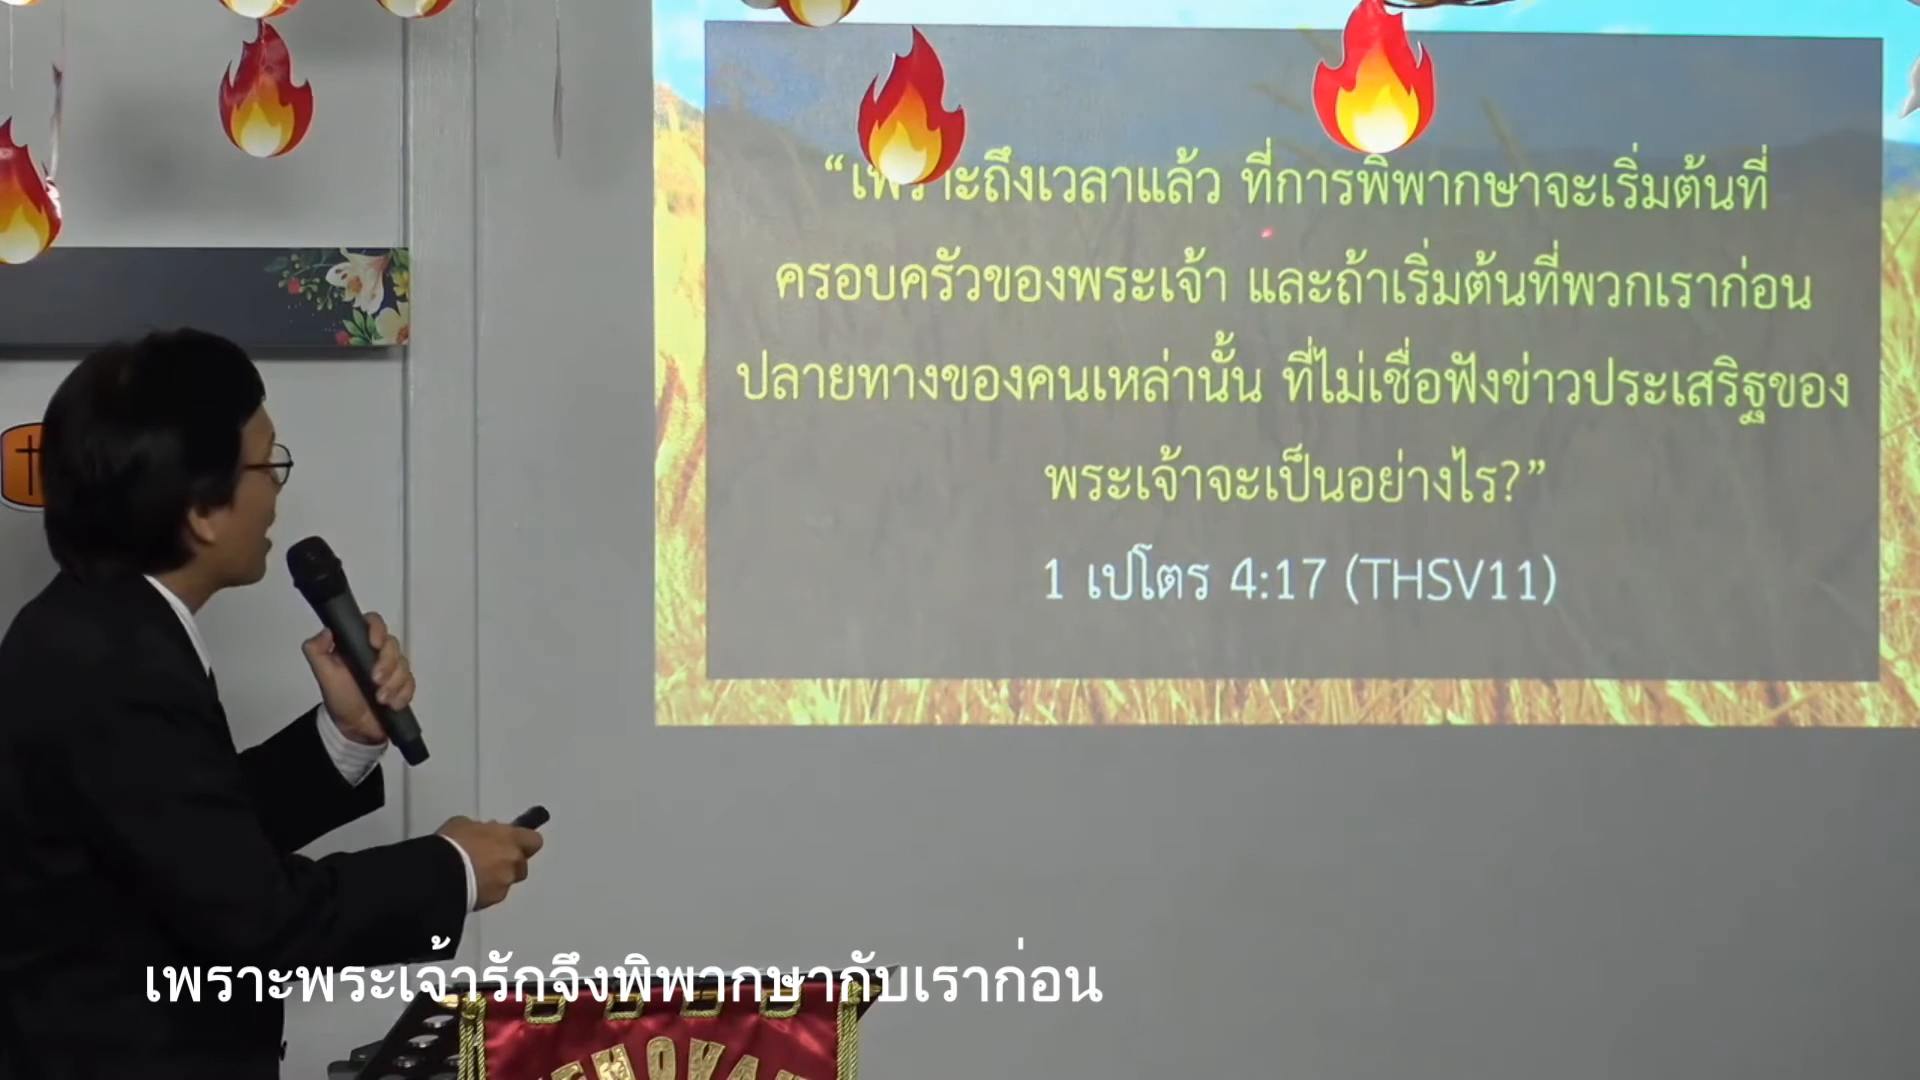 “เพราะถึงเวลาแล้ว ที่การพิพากษาจะเริ่มต้นที่
ครอบครัวของพระเจ้า และถ้าเริ่มต้นที่พวกเราก่อน
ปลายทางของคนเหล่านั้น ที่ไม่เชื่อฟังข่าวประเสริฐของ
พระเจ้าจะเป็นอย่างไร?”
1 เปโตร 4:17 (THSV11)
เพราะพระเจ้ารักจึงพิพากษากับเราก่อน